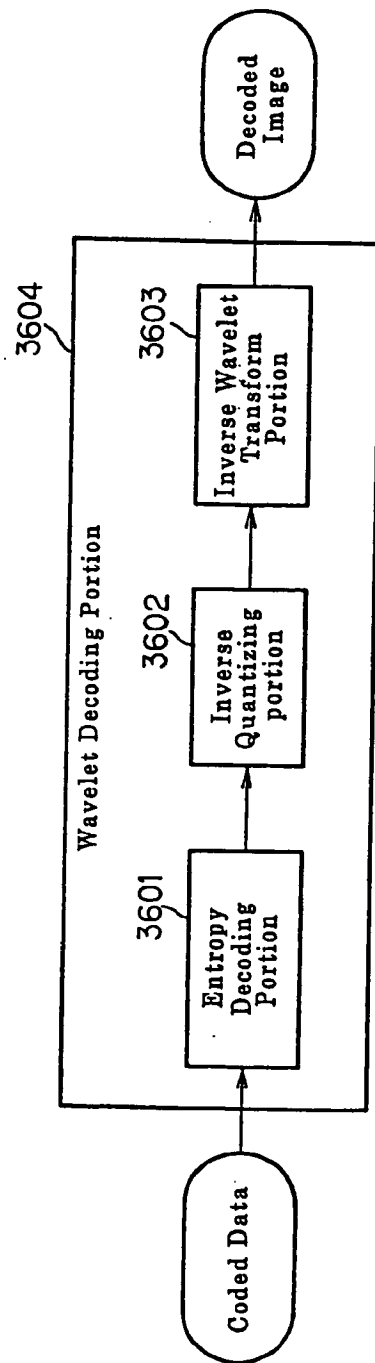 Coded Data
Wavelet Decoding Portion
3604
3601
Entropy
Decoding
Portion
3602
Inverse
Quantizing
portion
3603
Inverse Wavelet
Transform
Portion
Decoded
Image